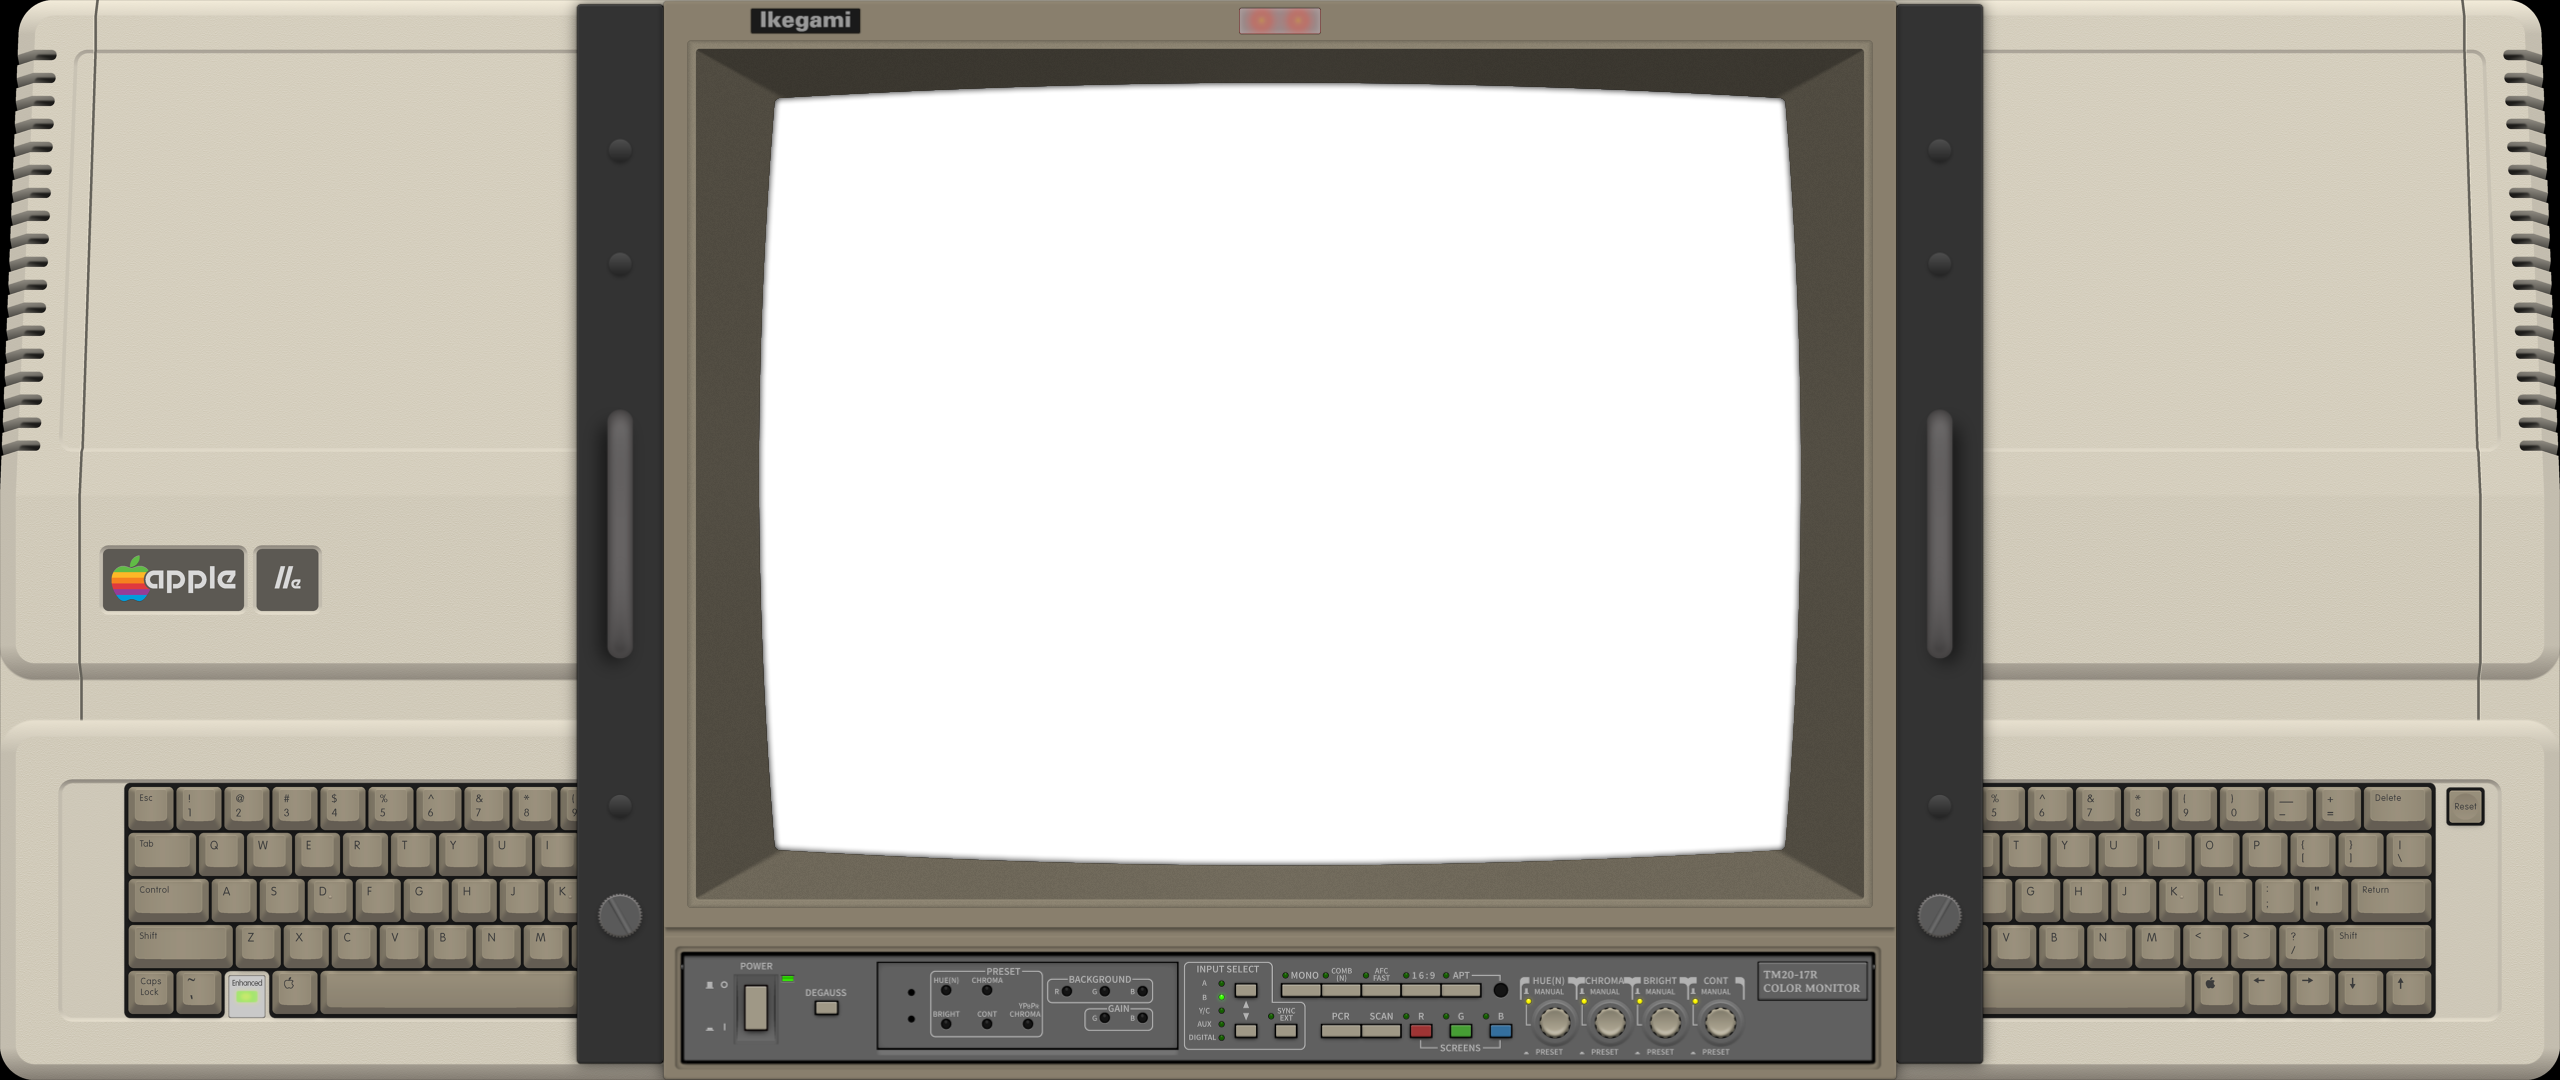 Ikegami
apple
//e
Esc ! 1 @ 2 # 3 $ 4 % 5 ^ 6 & 7 * 8 ( 9
Tab Q W E R T Y U I
Control A S D F G H J K
Shift Z X C V B N M
Caps Lock ~ ` Enhanced
% 5 ^ 6 & 7 * 8 ( 9 ) 0 — - + = Delete Reset
T Y U I O P { [ } ] | \
G H J K L : ; " ' Return
V B N M < > ? / Shift
← → ↓ ↑
POWER
DEGAUSS
PRESET
HUE(N) CHROMA
BRIGHT CONT YPBPR CHROMA
BACKGROUND
R G B
GAIN
G B
INPUT SELECT
A
B
Y/C
AUX
DIGITAL
SYNC EXT
MONO COMB (N) AFC FAST 16:9 APT
PCR SCAN R G B
SCREENS
HUE(N) CHROMA BRIGHT CONT
MANUAL MANUAL MANUAL MANUAL
PRESET PRESET PRESET PRESET
TM20-17R
COLOR MONITOR